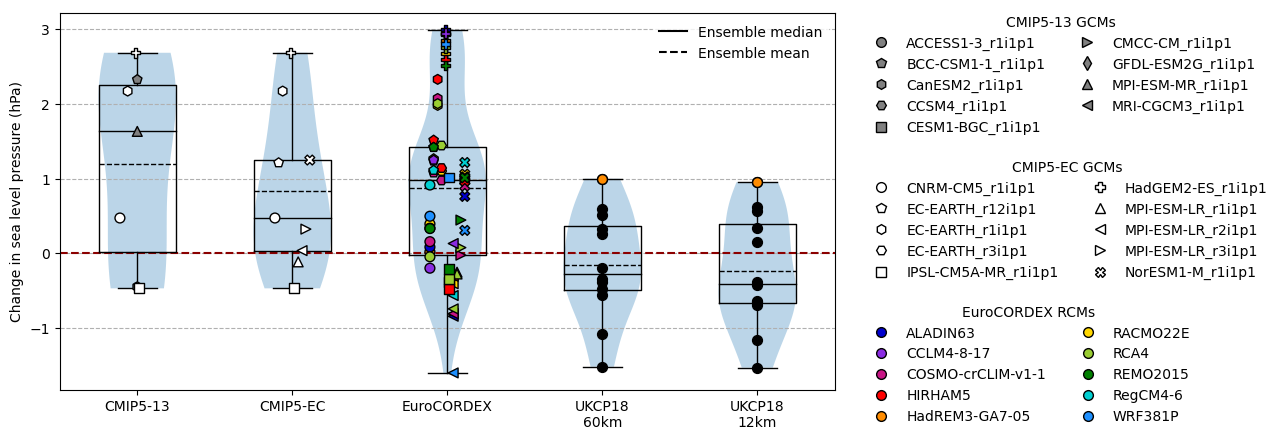 Change in sea level pressure (hPa)
3
2
1
0
−1
Ensemble median
Ensemble mean
CMIP5-13
CMIP5-EC
EuroCORDEX
UKCP18
60km
UKCP18
12km
CMIP5-13 GCMs
ACCESS1-3_r1i1p1
BCC-CSM1-1_r1i1p1
CanESM2_r1i1p1
CCSM4_r1i1p1
CESM1-BGC_r1i1p1
CMCC-CM_r1i1p1
GFDL-ESM2G_r1i1p1
MPI-ESM-MR_r1i1p1
MRI-CGCM3_r1i1p1
CMIP5-EC GCMs
CNRM-CM5_r1i1p1
EC-EARTH_r12i1p1
EC-EARTH_r1i1p1
EC-EARTH_r3i1p1
IPSL-CM5A-MR_r1i1p1
HadGEM2-ES_r1i1p1
MPI-ESM-LR_r1i1p1
MPI-ESM-LR_r2i1p1
MPI-ESM-LR_r3i1p1
NorESM1-M_r1i1p1
EuroCORDEX RCMs
ALADIN63
CCLM4-8-17
COSMO-crCLIM-v1-1
HIRHAM5
HadREM3-GA7-05
RACMO22E
RCA4
REMO2015
RegCM4-6
WRF381P